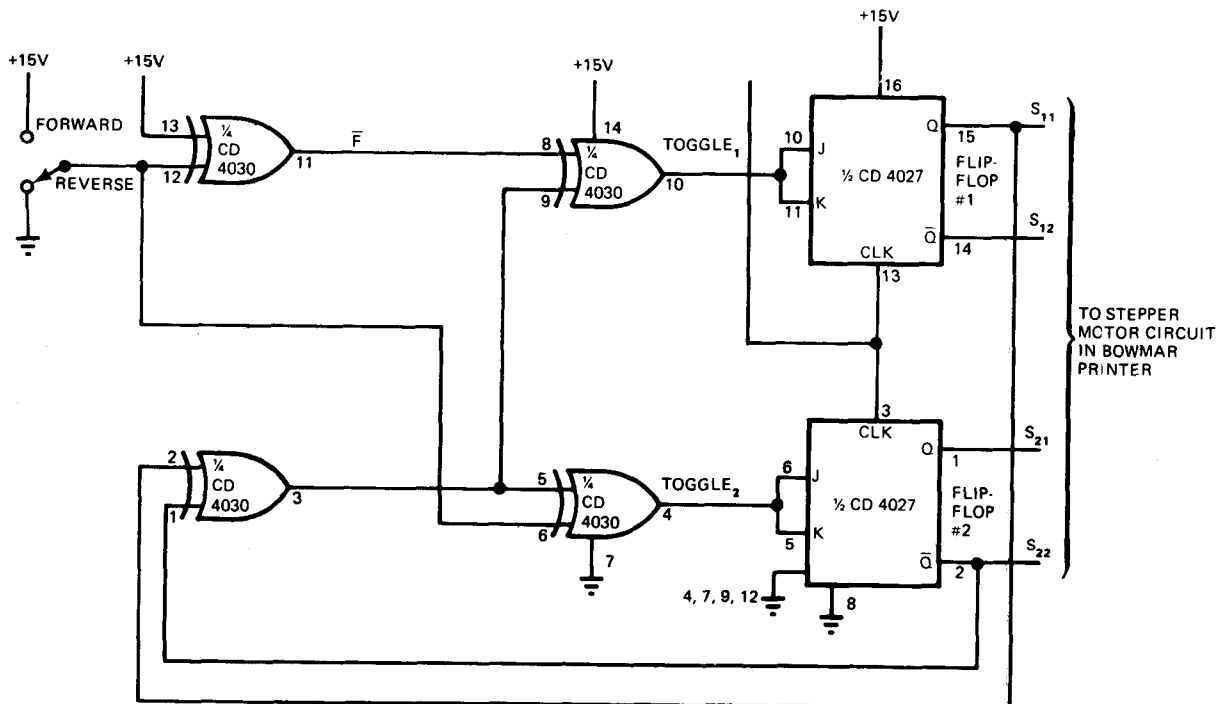 +15V
+15V
+15V
+15V
FORWARD
REVERSE
13
12
¼
CD
4030
11
F̅
8
9
14
¼
CD
4030
10
TOGGLE₁
16
10
J
11
K
½ CD 4027
CLK
13
Q
15
FLIP-
FLOP
#1
Q̅
14
S₁₁
S₁₂
TO STEPPER
MOTOR CIRCUIT
IN BOWMAR
PRINTER
2
1
¼
CD
4030
3
5
6
¼
CD
4030
4
7
TOGGLE₂
3
CLK
6
J
5
K
½ CD 4027
Q
1
FLIP-
FLOP
#2
Q̅
2
S₂₁
S₂₂
4, 7, 9, 12
8